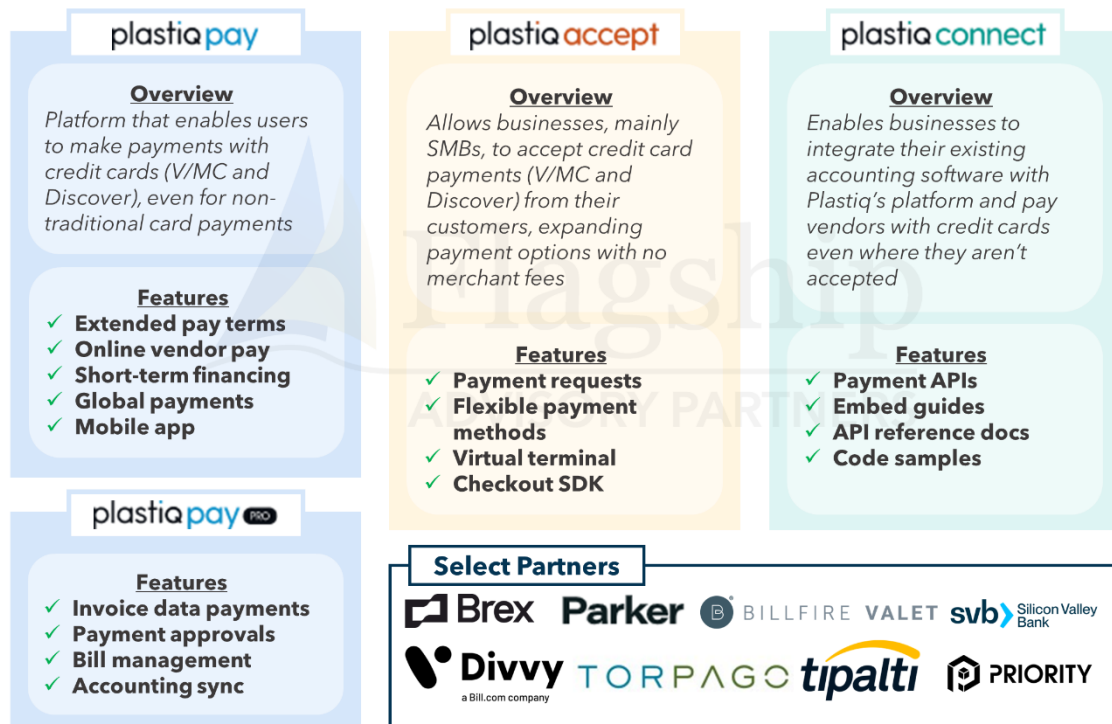 plastiq pay
Overview
Platform that enables users
to make payments with
credit cards (V/MC and
Discover), even for non-
traditional card payments
Features
✓ Extended pay terms
✓ Online vendor pay
✓ Short-term financing
✓ Global payments
✓ Mobile app
plastiq pay PRO
Features
✓ Invoice data payments
✓ Payment approvals
✓ Bill management
✓ Accounting sync
plastiq accept
Overview
Allows businesses, mainly
SMBs, to accept credit card
payments (V/MC and
Discover) from their
customers, expanding
payment options with no
merchant fees
Features
✓ Payment requests
✓ Flexible payment
methods
✓ Virtual terminal
✓ Checkout SDK
plastiq connect
Overview
Enables businesses to
integrate their existing
accounting software with
Plastiq’s platform and pay
vendors with credit cards
even where they aren’t
accepted
Features
✓ Payment APIs
✓ Embed guides
✓ API reference docs
✓ Code samples
Flagship
ADVISORY PARTNERS
Select Partners
Brex
Parker
B BILLFIRE VALET
svb Silicon Valley
Bank
Divvy
a Bill.com company
TORPAGO
tipalti
PRIORITY